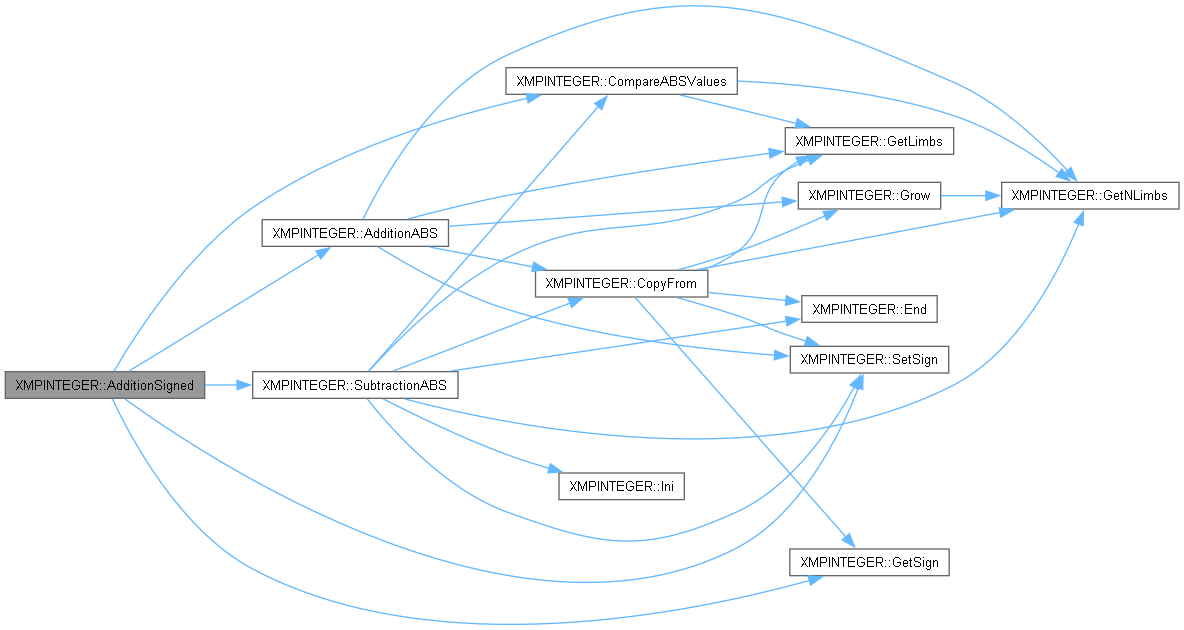 XMPINTEGER::CompareABSValues
XMPINTEGER::GetLimbs
XMPINTEGER::Grow
XMPINTEGER::GetNLimbs
XMPINTEGER::AdditionABS
XMPINTEGER::CopyFrom
XMPINTEGER::End
XMPINTEGER::SetSign
XMPINTEGER::AdditionSigned
XMPINTEGER::SubtractionABS
XMPINTEGER::Ini
XMPINTEGER::GetSign